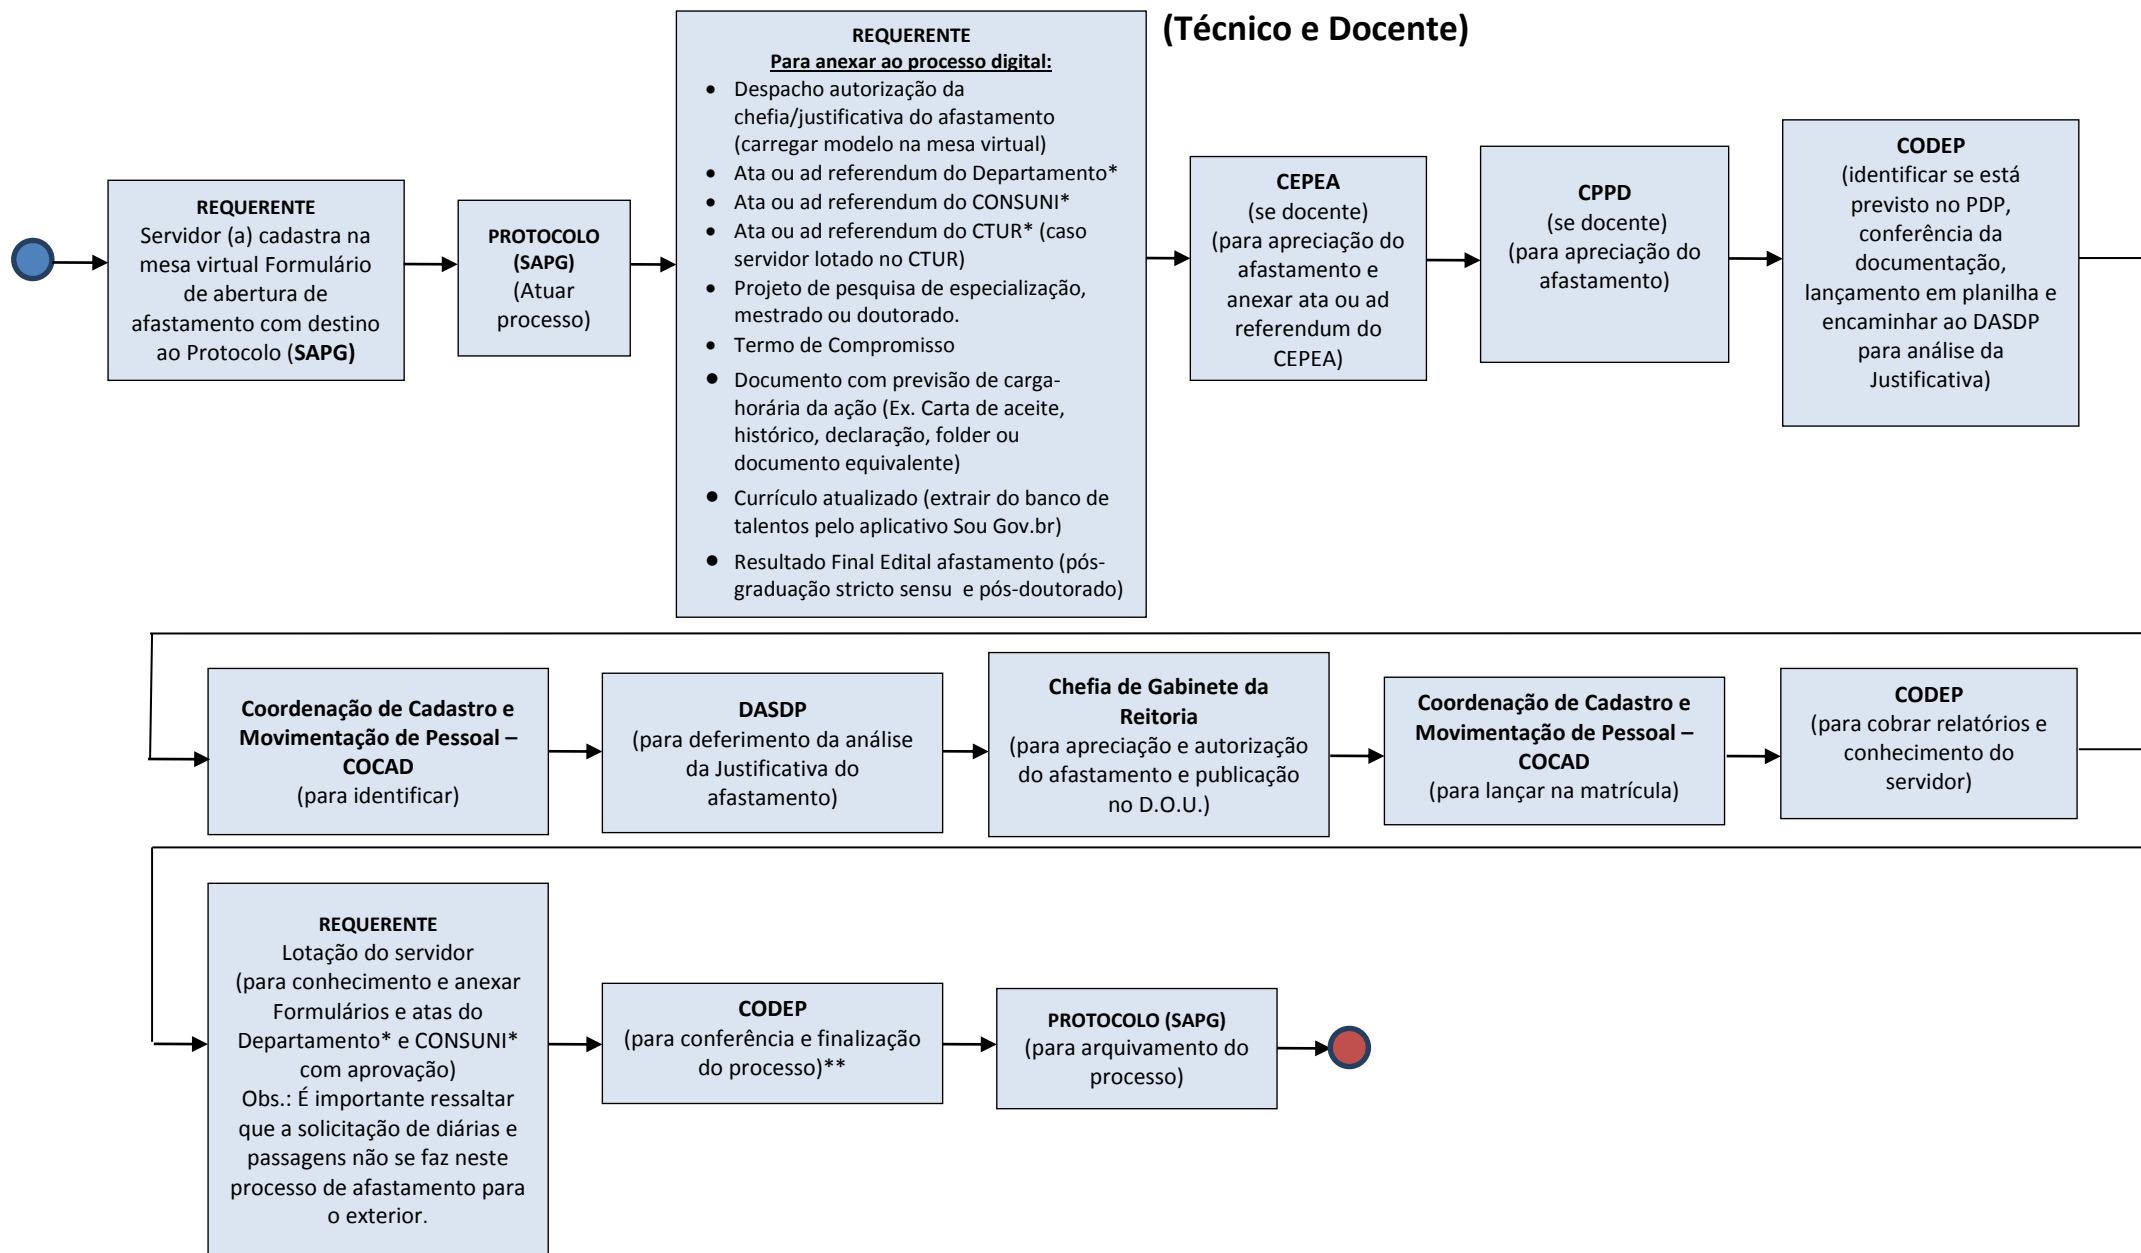 (Técnico e Docente)
REQUERENTE
Servidor (a) cadastra na
mesa virtual Formulário
de abertura de
afastamento com destino
ao Protocolo (SAPG)
PROTOCOLO
(SAPG)
(Atuar
processo)
REQUERENTE
Para anexar ao processo digital:
• Despacho autorização da
chefia/justificativa do afastamento
(carregar modelo na mesa virtual)
• Ata ou ad referendum do Departamento*
• Ata ou ad referendum do CONSUNI*
• Ata ou ad referendum do CTUR* (caso
servidor lotado no CTUR)
• Projeto de pesquisa de especialização,
mestrado ou doutorado.
• Termo de Compromisso
• Documento com previsão de carga-
horária da ação (Ex. Carta de aceite,
histórico, declaração, folder ou
documento equivalente)
• Currículo atualizado (extrair do banco de
talentos pelo aplicativo Sou Gov.br)
• Resultado Final Edital afastamento (pós-
graduação stricto sensu e pós-doutorado)
CEPEA
(se docente)
(para apreciação do
afastamento e
anexar ata ou ad
referendum do
CEPEA)
CPPD
(se docente)
(para apreciação do
afastamento)
CODEP
(identificar se está
previsto no PDP,
conferência da
documentação,
lançamento em planilha e
encaminhar ao DASDP
para análise da
Justificativa)
Coordenação de Cadastro e
Movimentação de Pessoal –
COCAD
(para identificar)
DASDP
(para deferimento da análise
da Justificativa do
afastamento)
Chefia de Gabinete da
Reitoria
(para apreciação e autorização
do afastamento e publicação
no D.O.U.)
Coordenação de Cadastro e
Movimentação de Pessoal –
COCAD
(para lançar na matrícula)
CODEP
(para cobrar relatórios e
conhecimento do
servidor)
REQUERENTE
Lotação do servidor
(para conhecimento e anexar
Formulários e atas do
Departamento* e CONSUNI*
com aprovação)
Obs.: É importante ressaltar
que a solicitação de diárias e
passagens não se faz neste
processo de afastamento para
o exterior.
CODEP
(para conferência e finalização
do processo)**
PROTOCOLO (SAPG)
(para arquivamento do
processo)